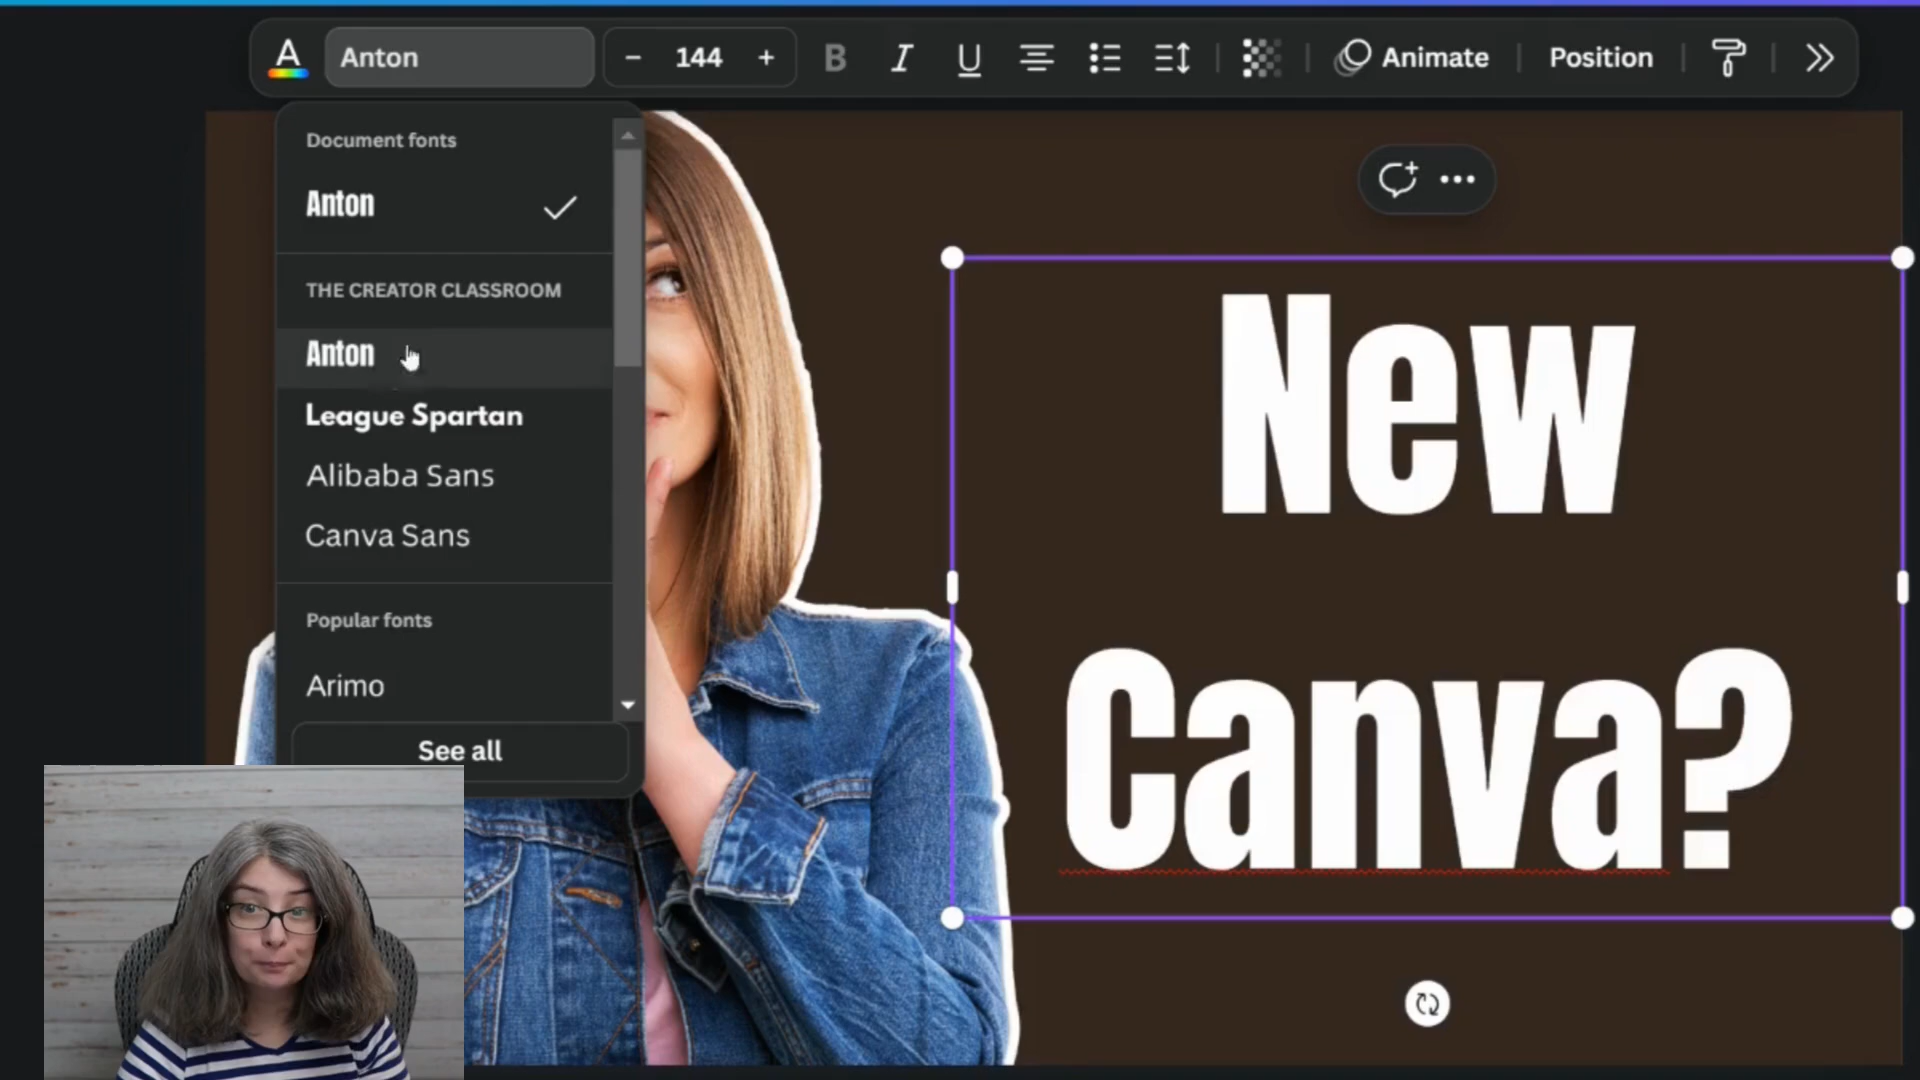 A Anton − 144 + B I U Animate Position
Document fonts
Anton
THE CREATOR CLASSROOM
Anton
League Spartan
Alibaba Sans
Canva Sans
Popular fonts
Arimo
See all
New
Canva?